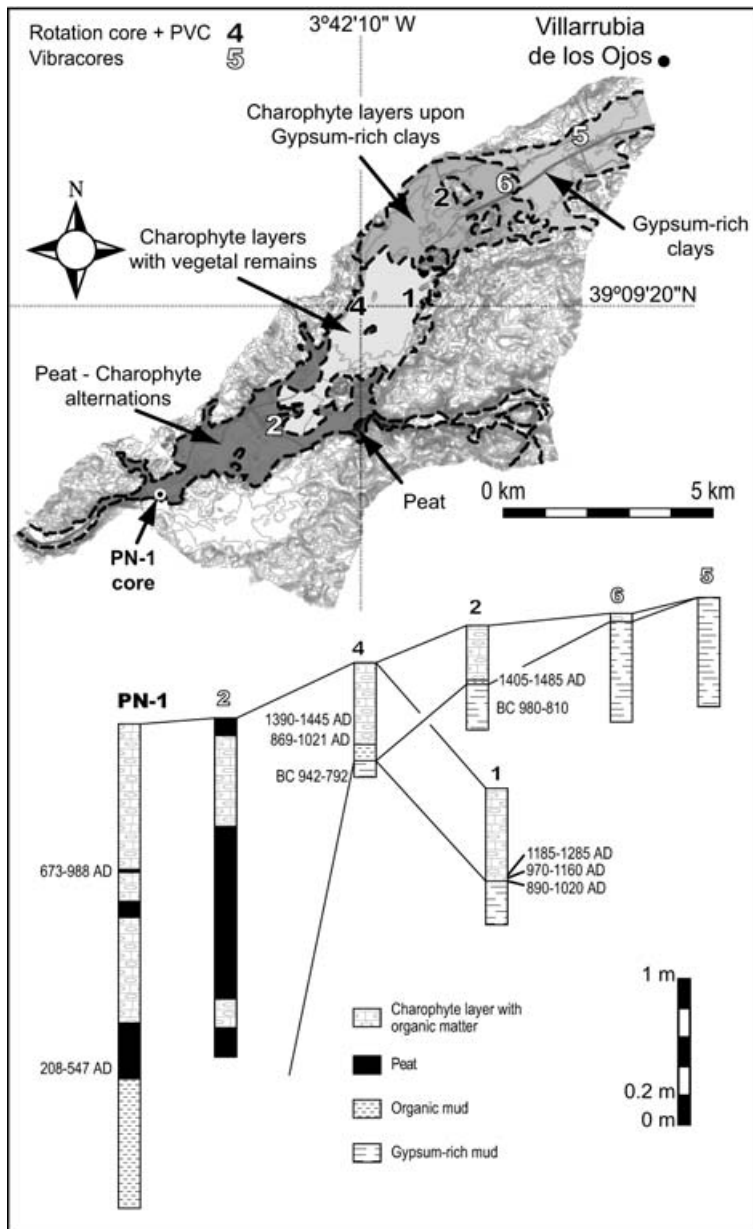 Rotation core + PVC 4
Vibracores 5
3º42'10" W
Villarrubia
de los Ojos
Charophyte layers upon
Gypsum-rich clays
5
6
2
N
Gypsum-rich
clays
Charophyte layers
with vegetal remains
1
4
39º09'20"N
Peat - Charophyte
alternations
2
Peat
0 km
5 km
PN-1
core
5
6
2
4
1405-1485 AD
PN-1
2
BC 980-810
1390-1445 AD
869-1021 AD
BC 942-792
1
1185-1285 AD
970-1160 AD
890-1020 AD
673-988 AD
1 m
Charophyte layer with
organic matter
208-547 AD
Peat
0.2 m
0 m
Organic mud
Gypsum-rich mud